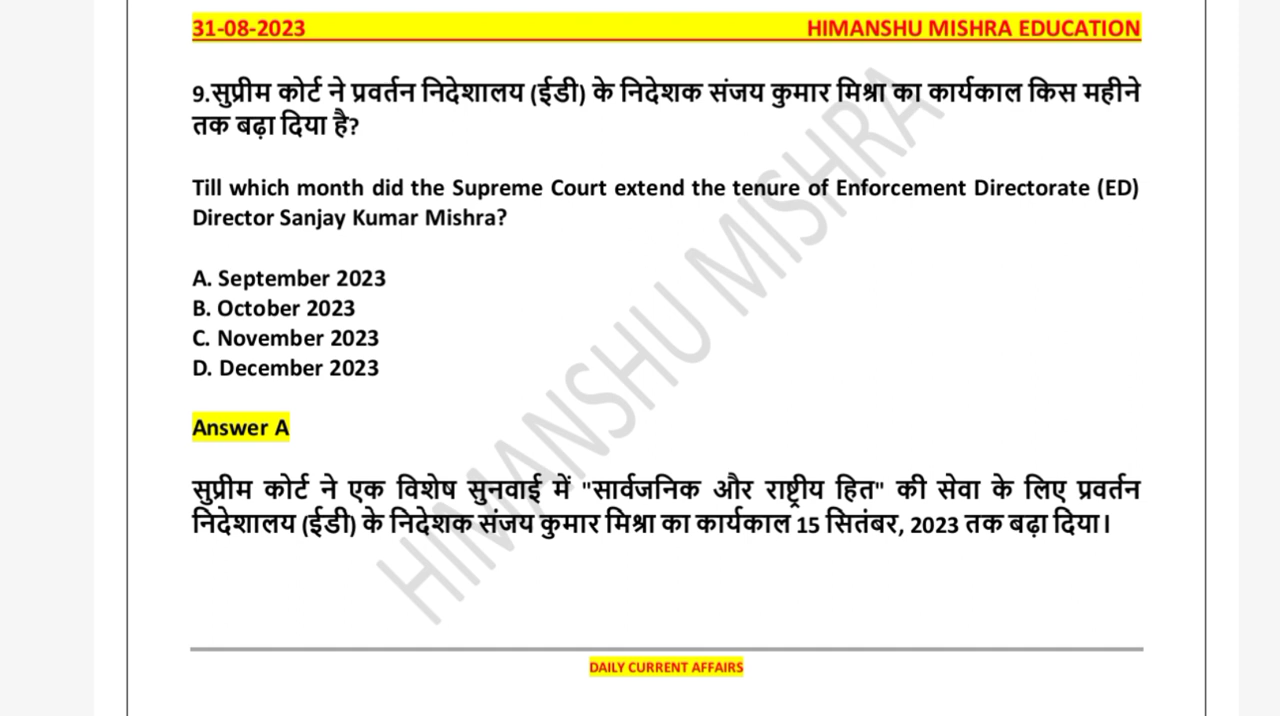 31-08-2023 HIMANSHU MISHRA EDUCATION
9.सुप्रीम कोर्ट ने प्रवर्तन निदेशालय (ईडी) के निदेशक संजय कुमार मिश्रा का कार्यकाल किस महीने
तक बढ़ा दिया है?
Till which month did the Supreme Court extend the tenure of Enforcement Directorate (ED)
Director Sanjay Kumar Mishra?
A. September 2023
B. October 2023
C. November 2023
D. December 2023
Answer A
सुप्रीम कोर्ट ने एक विशेष सुनवाई में "सार्वजनिक और राष्ट्रीय हित" की सेवा के लिए प्रवर्तन
निदेशालय (ईडी) के निदेशक संजय कुमार मिश्रा का कार्यकाल 15 सितंबर, 2023 तक बढ़ा दिया।
HIMANSHU MISHRA
DAILY CURRENT AFFAIRS